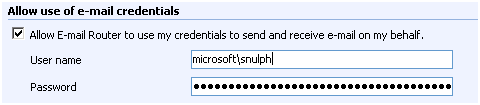 Allow use of e-mail credentials
Allow E-mail Router to use my credentials to send and receive e-mail on my behalf.
User name
microsoft\snulph
Password